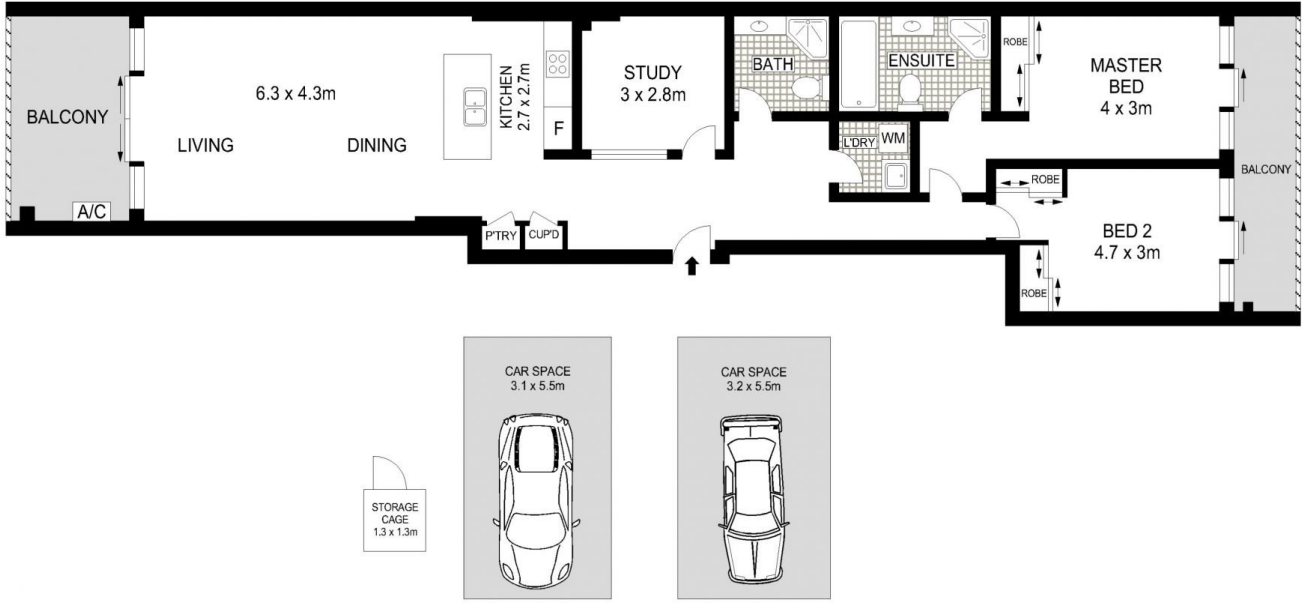 BALCONY
A/C
6.3 x 4.3m
LIVING
DINING
KITCHEN
2.7 x 2.7m
F
P'TRY
CUP'D
STUDY
3 x 2.8m
BATH
ENSUITE
L'DRY
WM
ROBE
MASTER
BED
4 x 3m
ROBE
BED 2
4.7 x 3m
ROBE
BALCONY
STORAGE
CAGE
1.3 x 1.3m
CAR SPACE
3.1 x 5.5m
CAR SPACE
3.2 x 5.5m